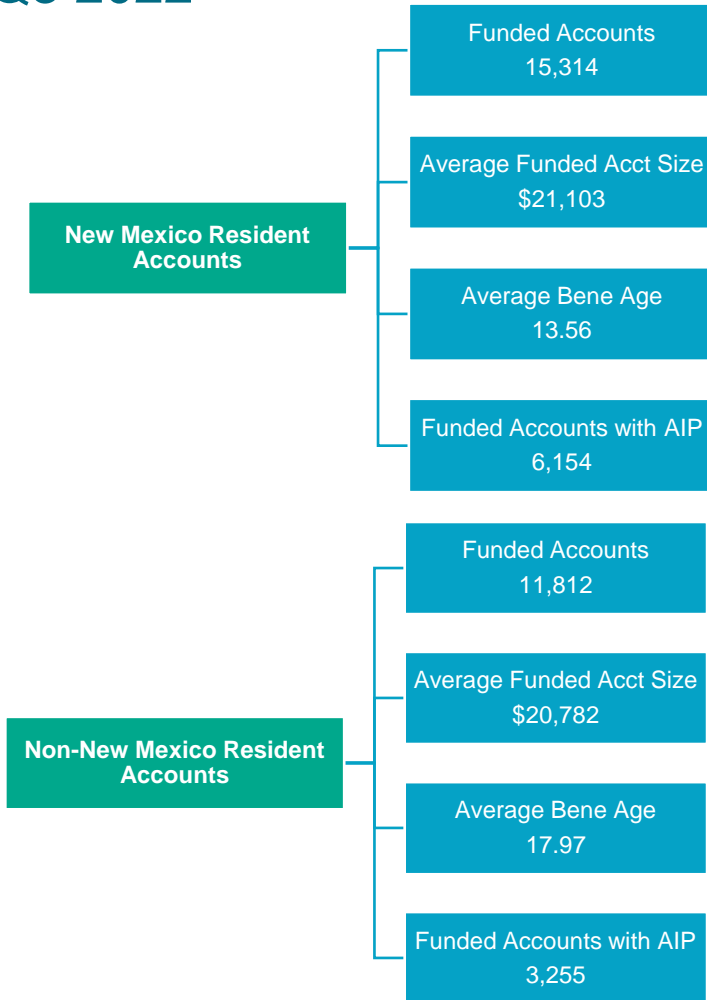 Funded Accounts
15,314
Average Funded Acct Size
$21,103
New Mexico Resident
Accounts
Average Bene Age
13.56
Funded Accounts with AIP
6,154
Funded Accounts
11,812
Average Funded Acct Size
$20,782
Non-New Mexico Resident
Accounts
Average Bene Age
17.97
Funded Accounts with AIP
3,255